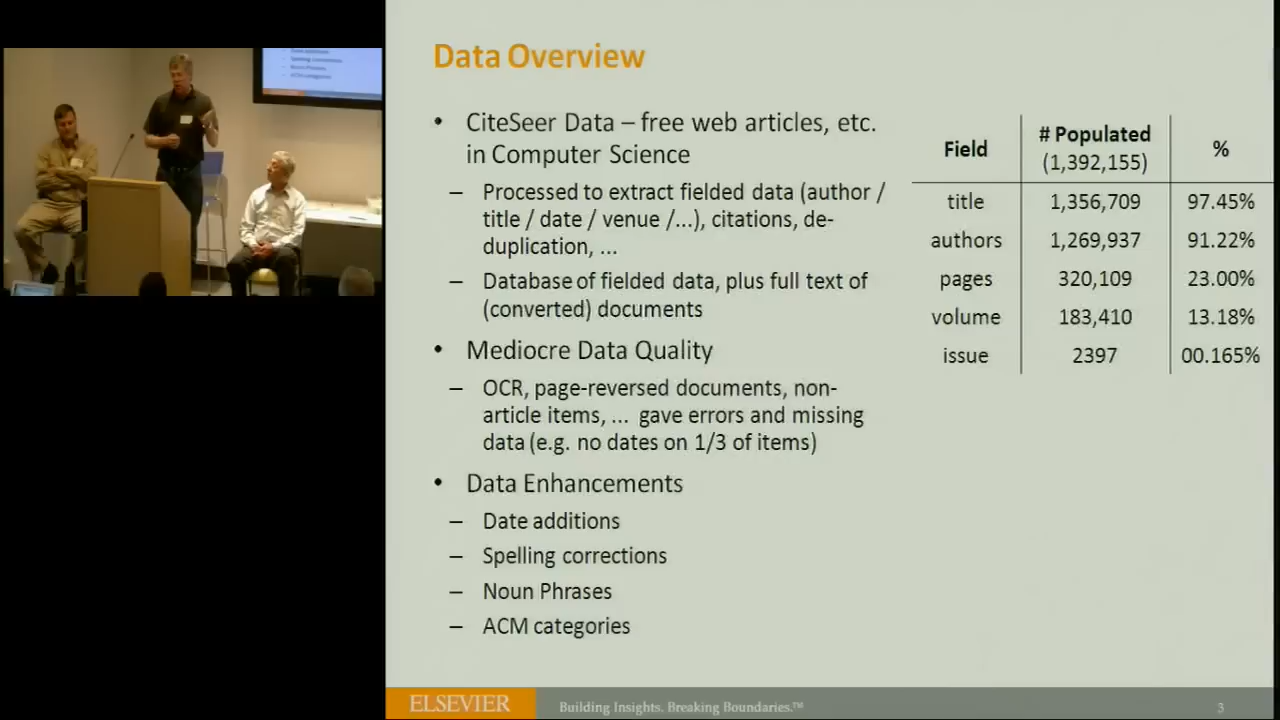 Data Overview
• CiteSeer Data – free web articles, etc.
in Computer Science
– Processed to extract fielded data (author /
title / date / venue /...), citations, de-
duplication, ...
– Database of fielded data, plus full text of
(converted) documents
• Mediocre Data Quality
– OCR, page-reversed documents, non-
article items, ... gave errors and missing
data (e.g. no dates on 1/3 of items)
• Data Enhancements
– Date additions
– Spelling corrections
– Noun Phrases
– ACM categories
Field # Populated (1,392,155) %
title 1,356,709 97.45%
authors 1,269,937 91.22%
pages 320,109 23.00%
volume 183,410 13.18%
issue 2397 00.165%
ELSEVIER Building Insights. Breaking Boundaries.™ 3